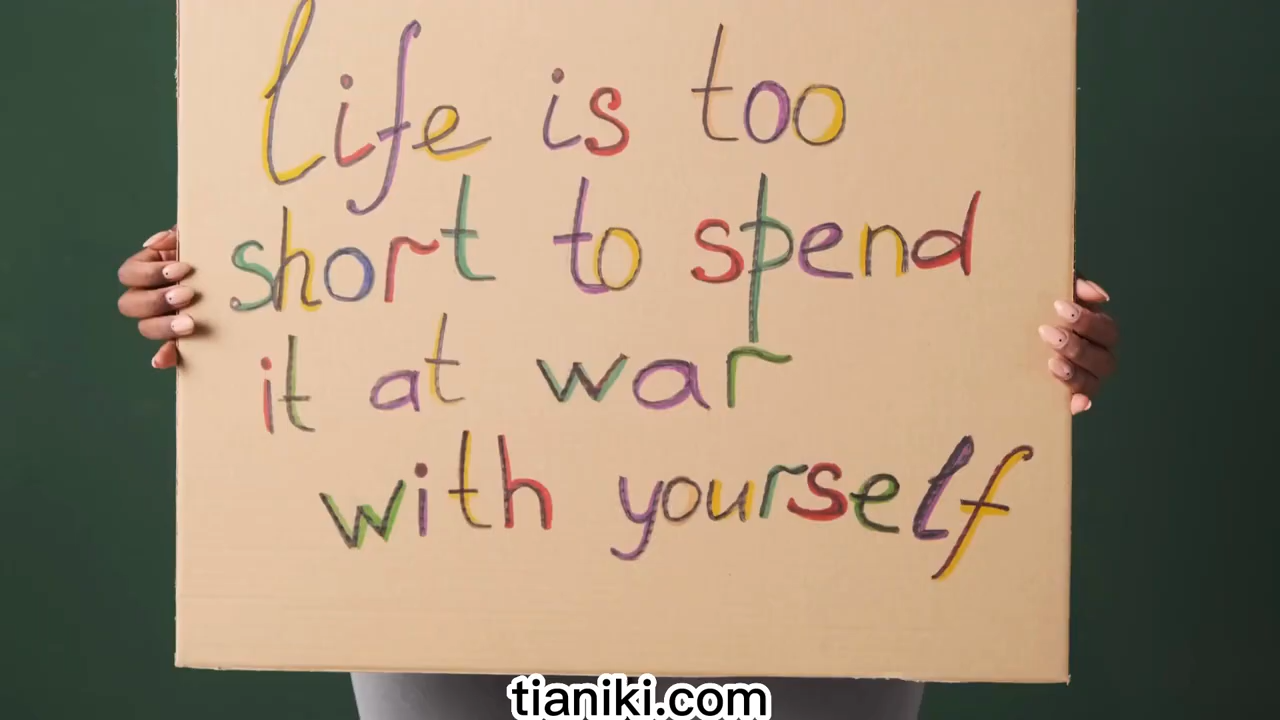 life is too
short to spend
it at war
with yourself
tianiki.com